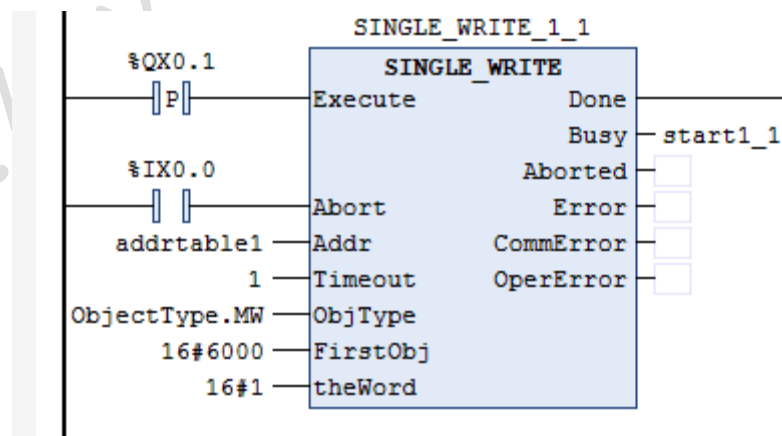 SINGLE_WRITE_1_1
%QX0.1 SINGLE_WRITE
P Execute Done
Busy start1_1
%IX0.0 Aborted
Abort Error
addrtable1 Addr CommError
1 Timeout OperError
ObjectType.MW ObjType
16#6000 FirstObj
16#1 theWord